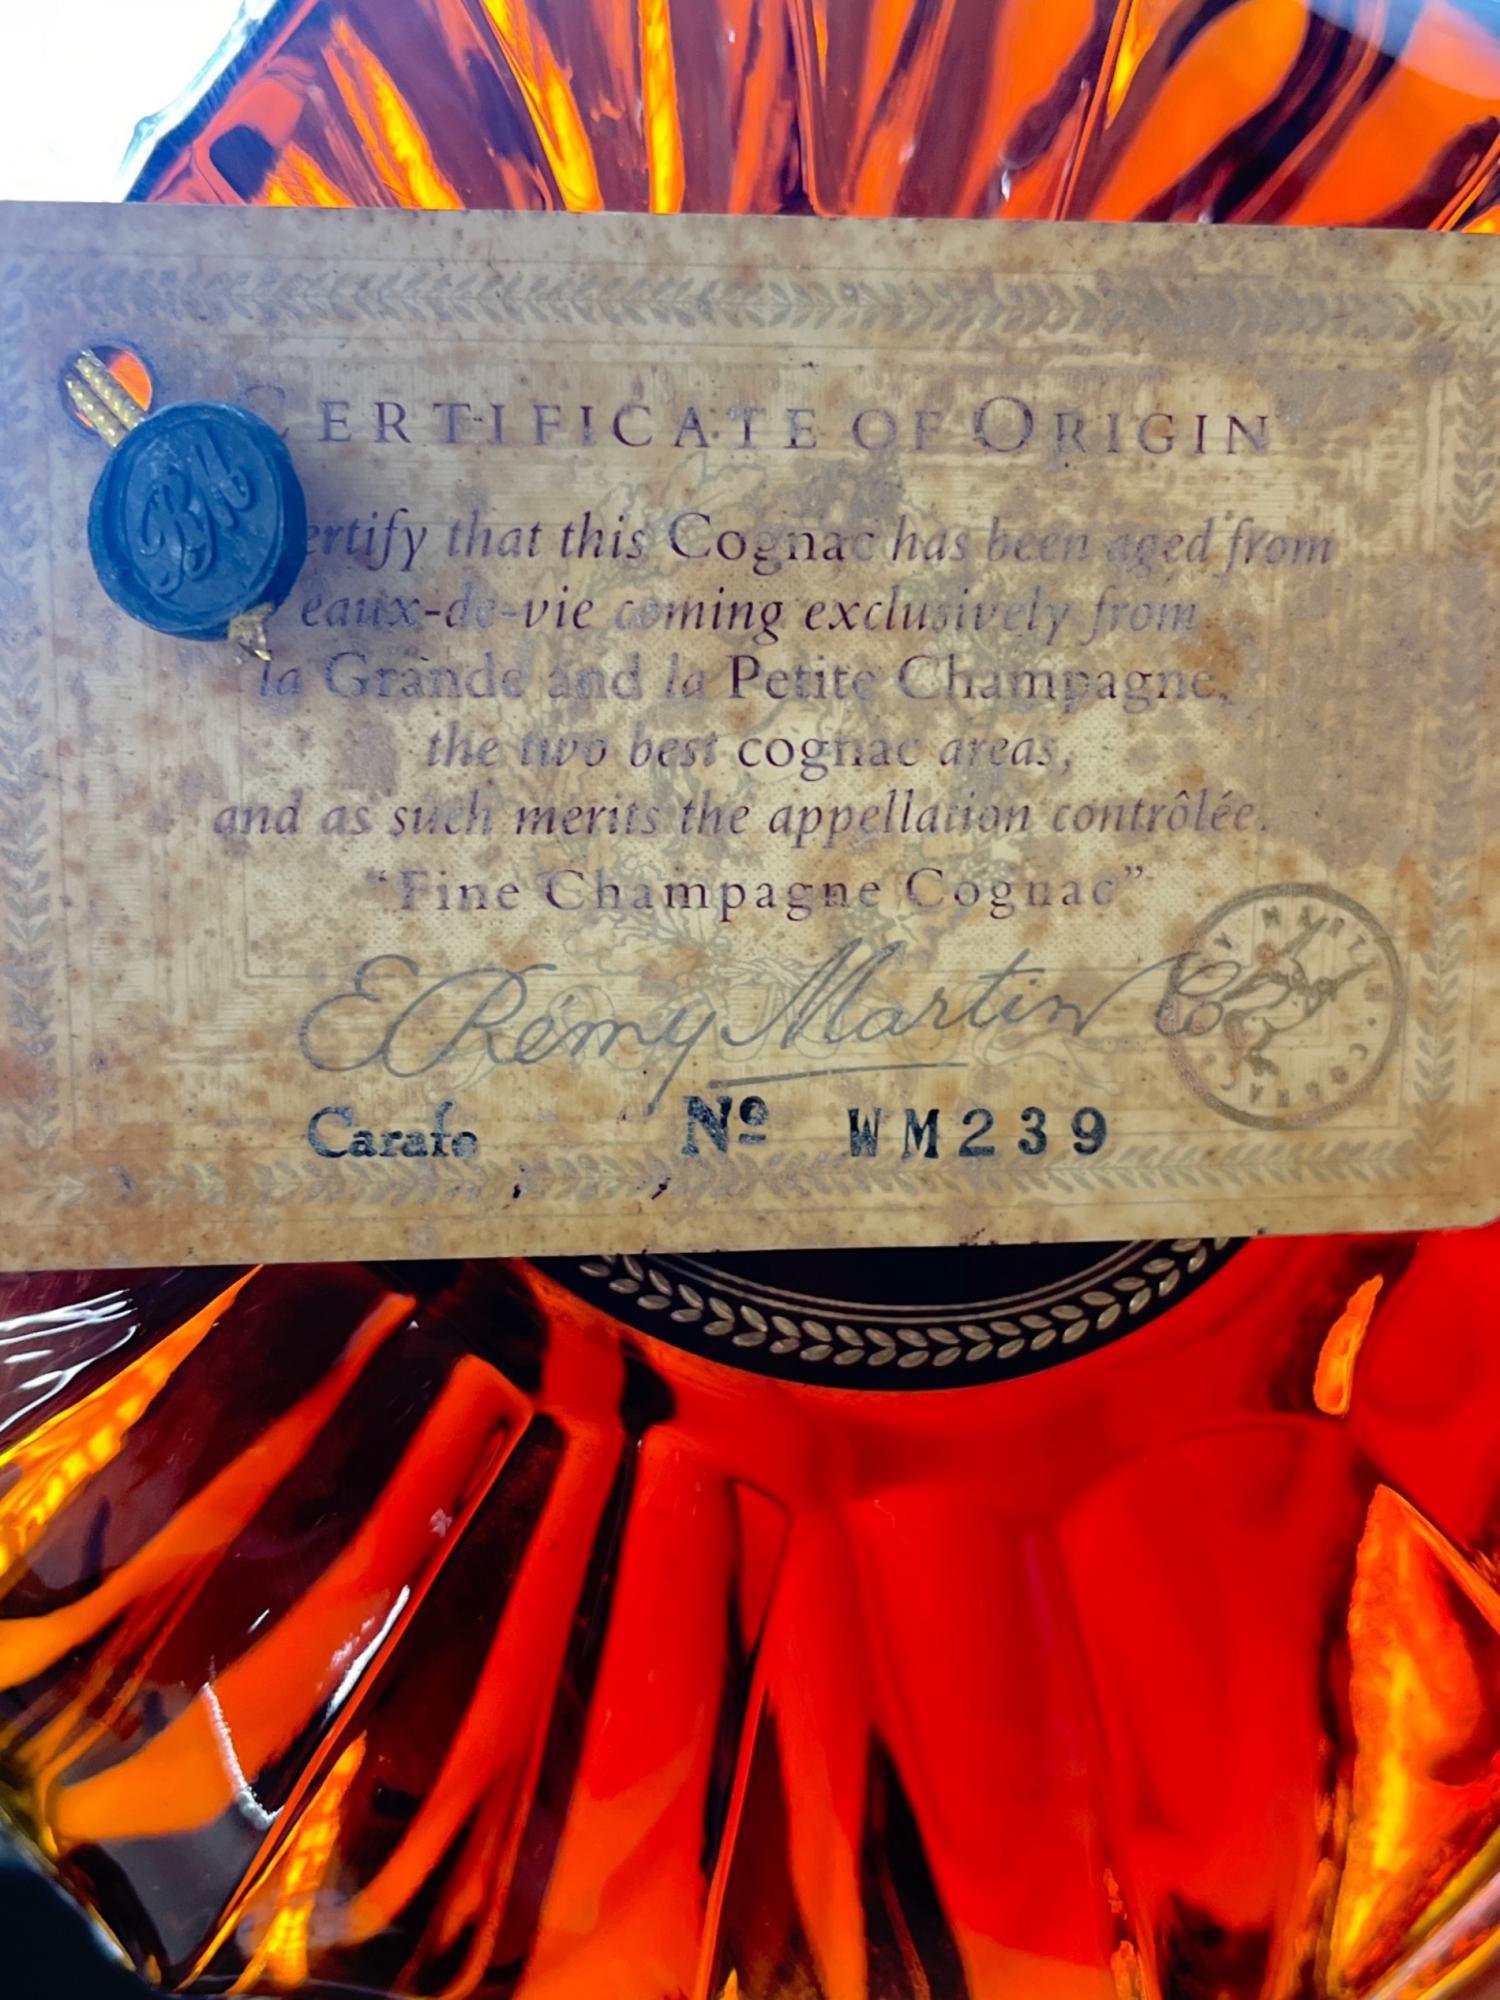 CERTIFICATE OF ORIGIN
ertify that this Cognac has been aged from
eaux-de-vie coming exclusively from
la Grande and la Petite Champagne,
the two best cognac areas,
and as such merits the appellation contrôlée.
"Fine Champagne Cognac"
E. Rémy Martin & Co
Carafe Nº WM239
RM